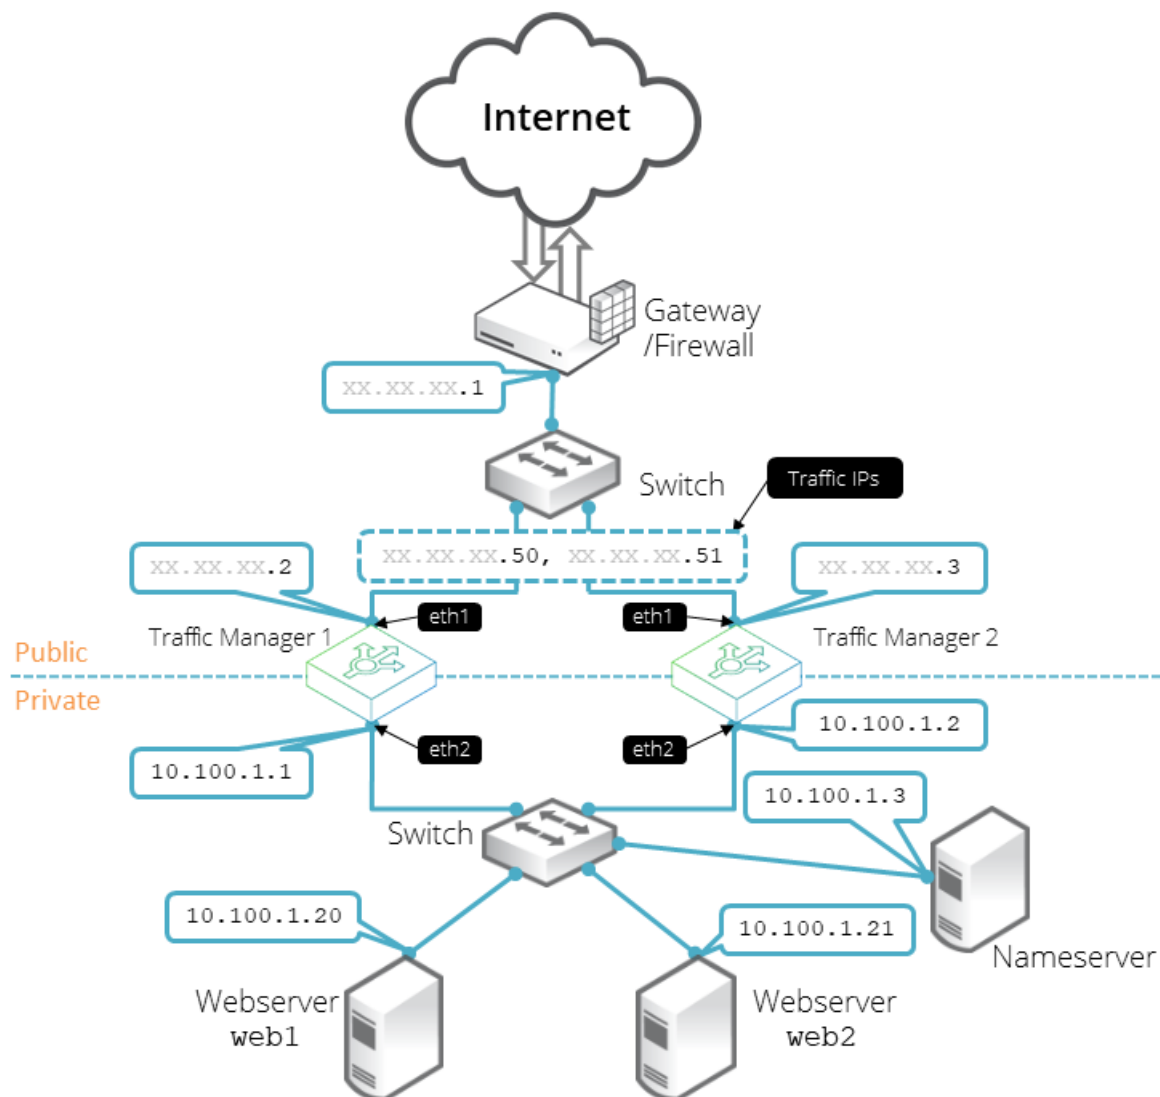 Internet
Gateway
/Firewall
xx.xx.xx.1
Switch
Traffic IPs
xx.xx.xx.50, xx.xx.xx.51
xx.xx.xx.2
xx.xx.xx.3
eth1
eth1
Traffic Manager 1
Traffic Manager 2
Public
Private
10.100.1.2
eth2
eth2
10.100.1.1
10.100.1.3
Switch
10.100.1.20
10.100.1.21
Nameserver
Webserver
web1
Webserver
web2